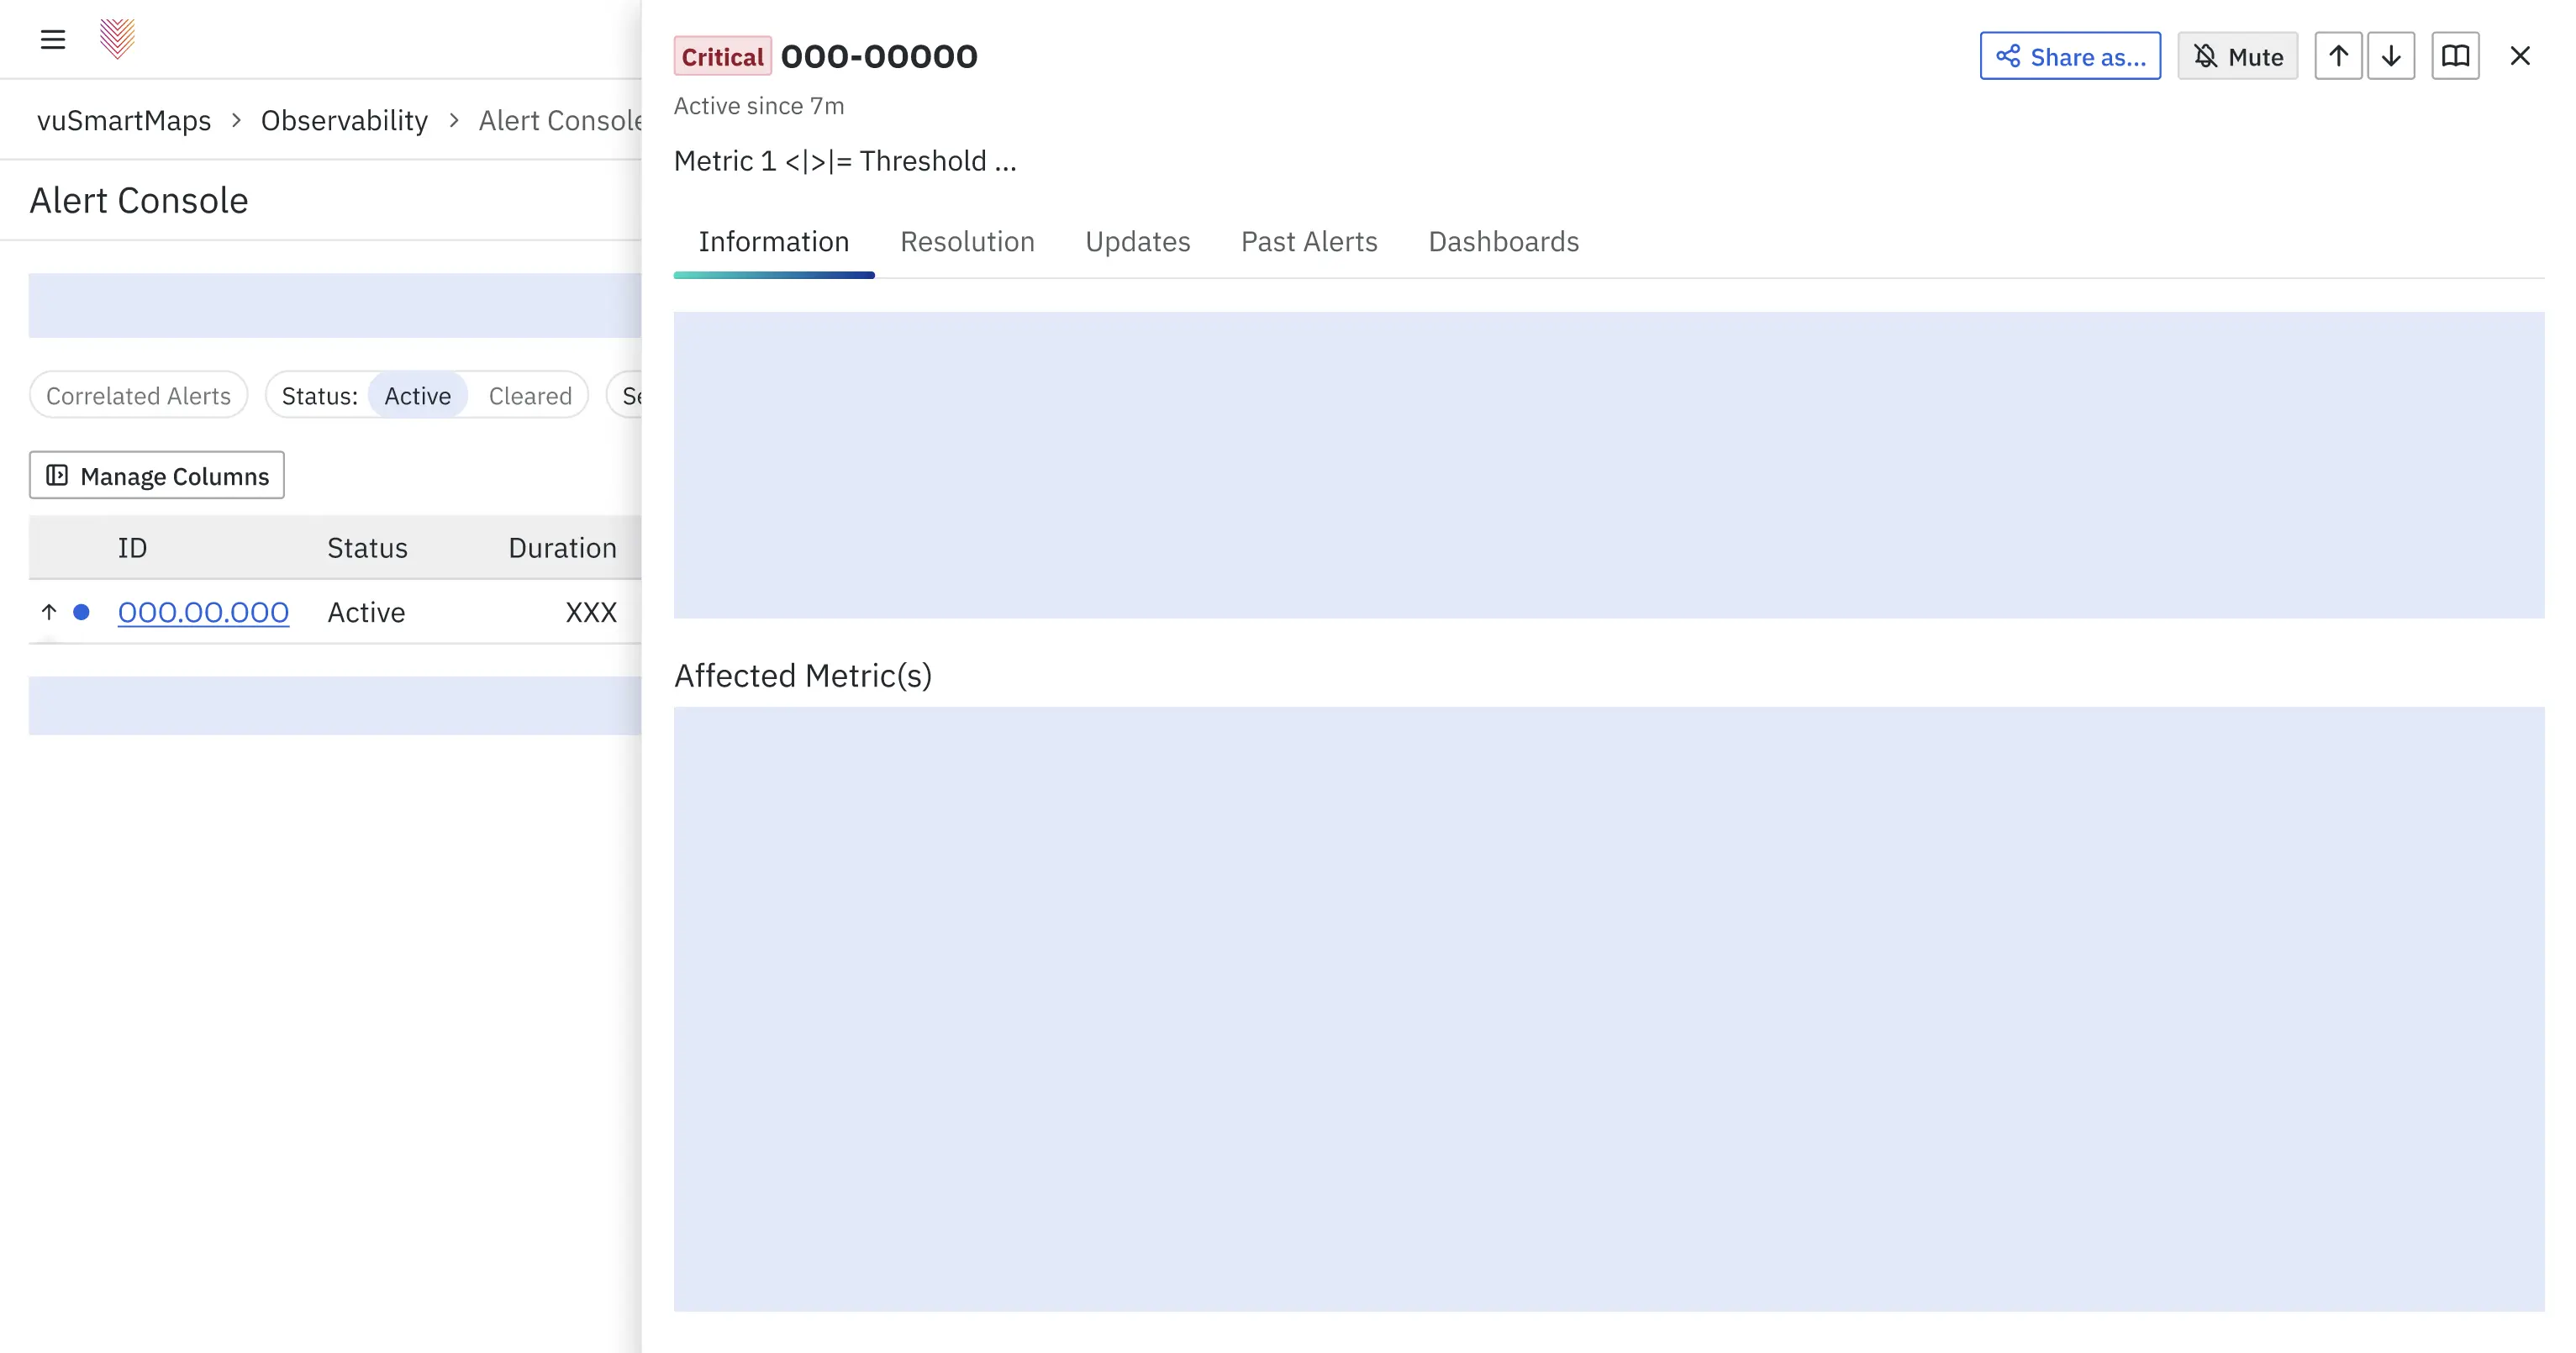 vuSmartMaps > Observability > Alert Console
Alert Console
Correlated Alerts Status: Active Cleared Se
Manage Columns
ID Status Duration
000.00.000 Active XXX
Critical 000-00000
Share as... Mute
Active since 7m
Metric 1 <|>|= Threshold ...
Information Resolution Updates Past Alerts Dashboards
Affected Metric(s)